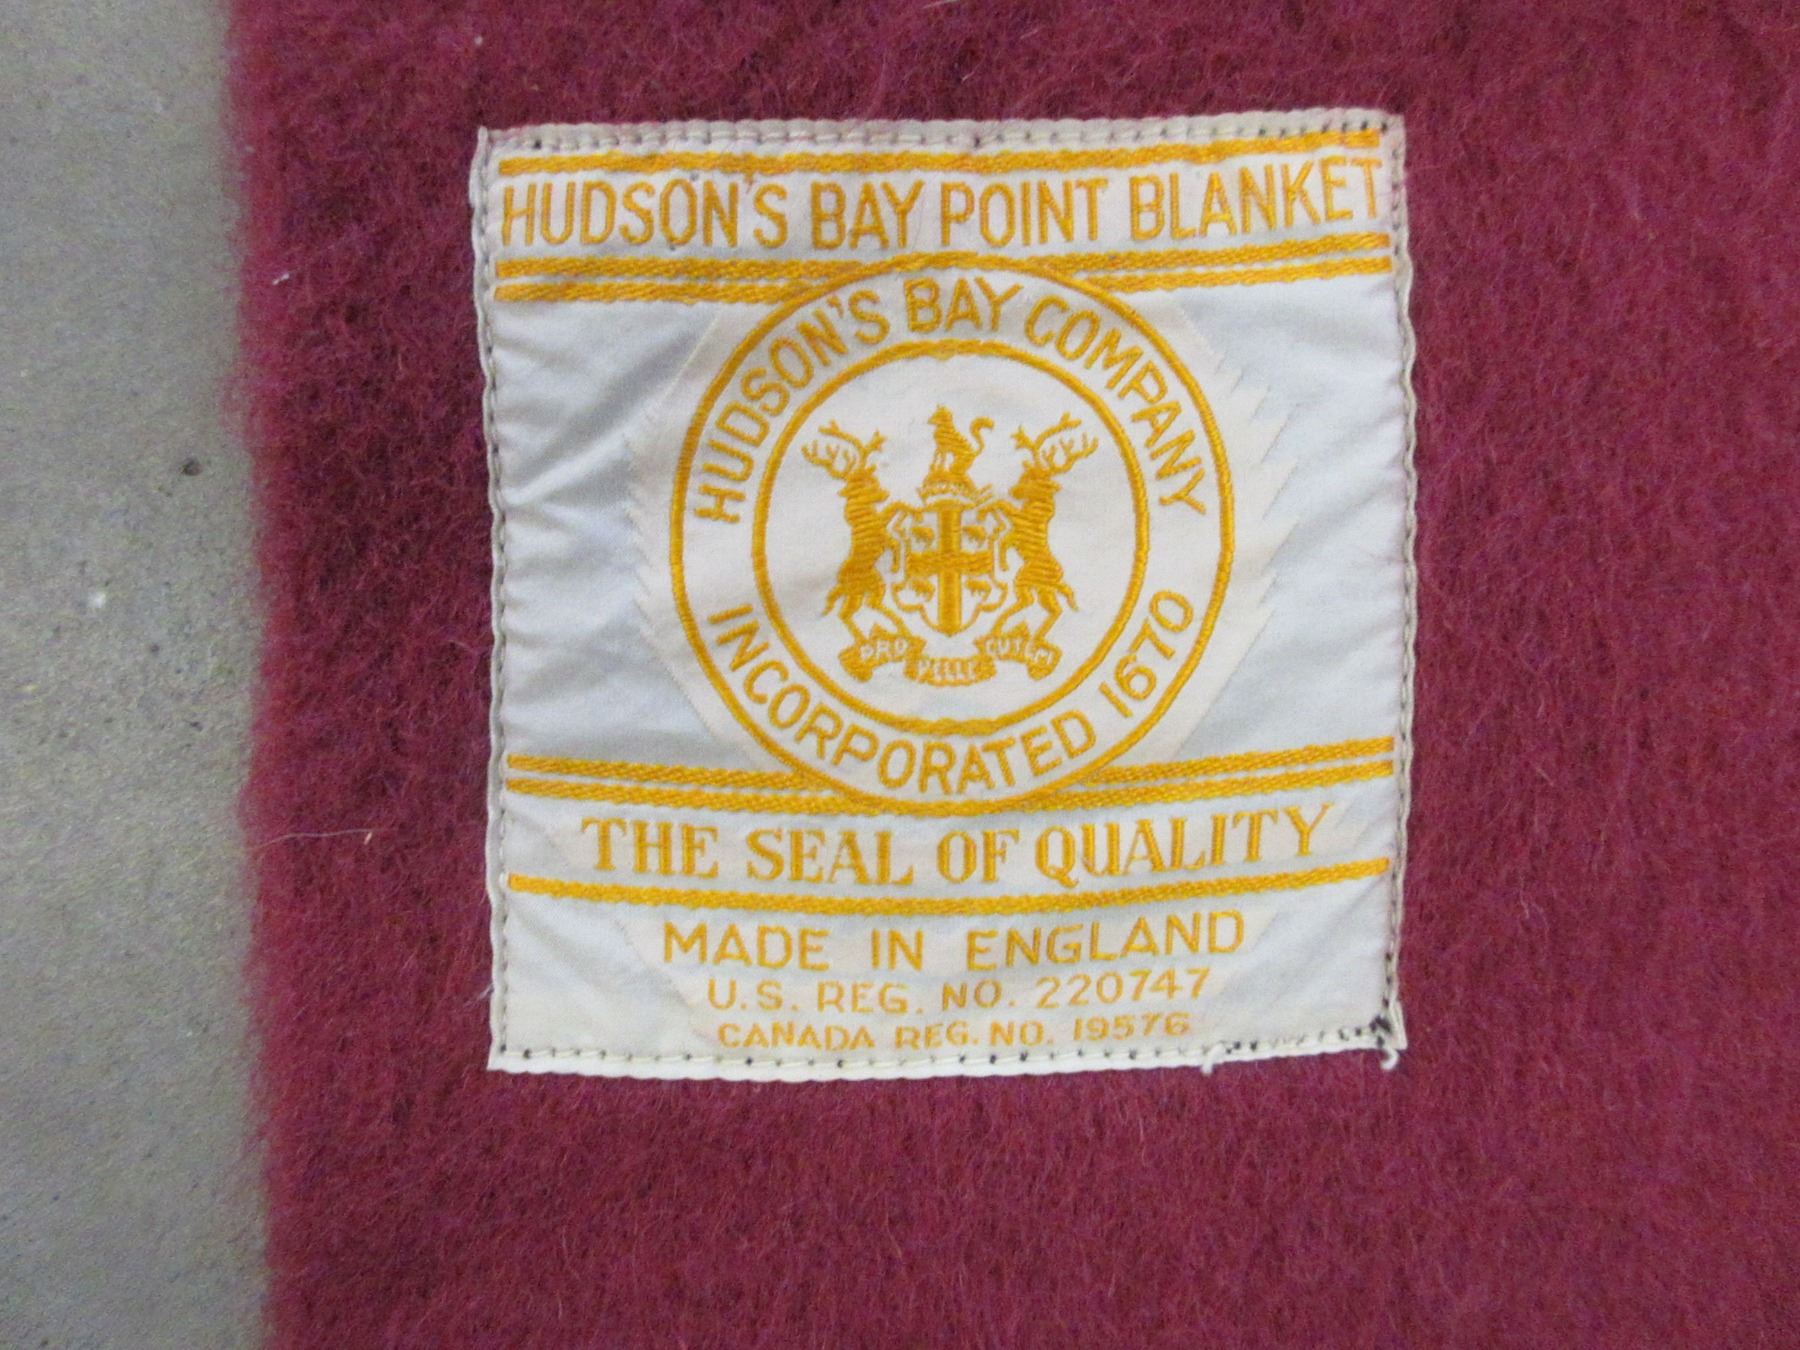 HUDSON'S BAY POINT BLANKET
HUDSON'S BAY COMPANY
INCORPORATED 1670
PRO PELLE CUTEM
THE SEAL OF QUALITY
MADE IN ENGLAND
U.S. REG. NO. 220747
CANADA REG. NO. 19576